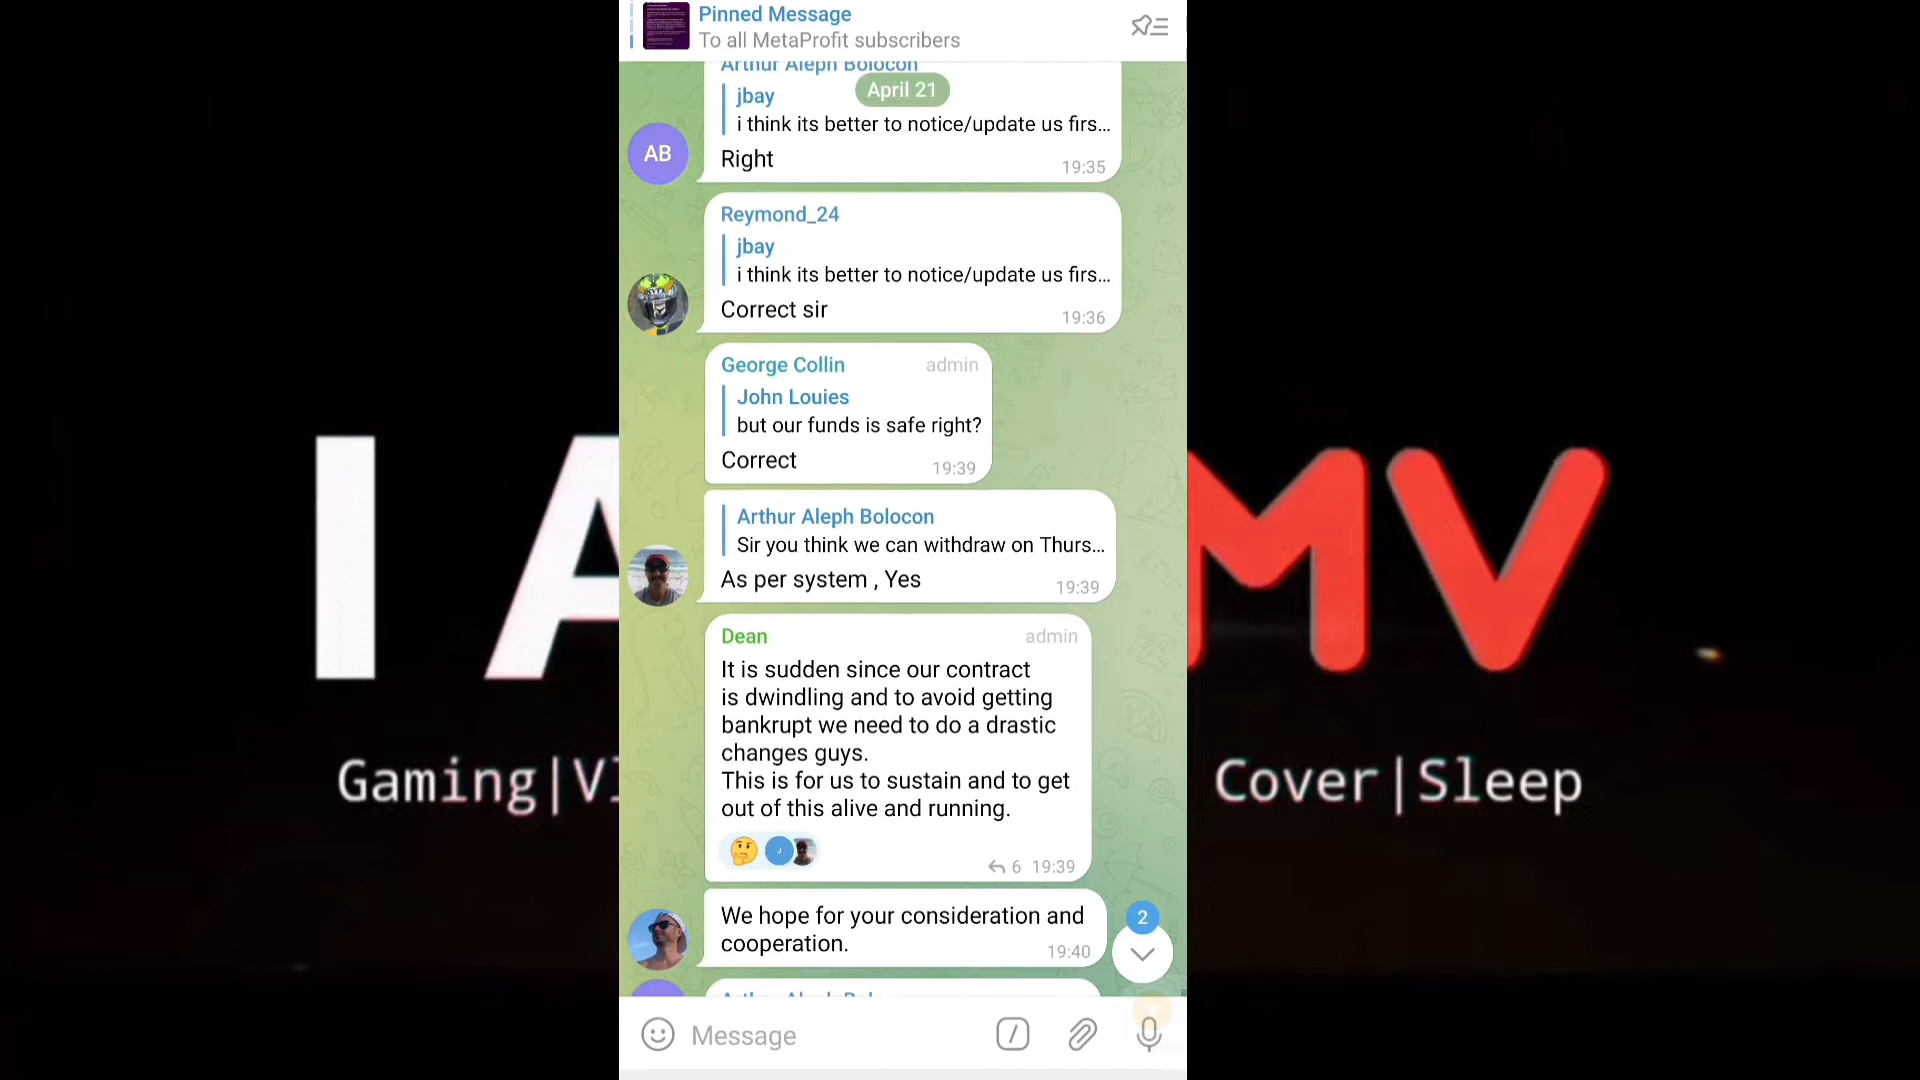 Pinned Message
To all MetaProfit subscribers
Arthur Aleph Bolocon
April 21
jbay
i think its better to notice/update us firs...
AB
Right
19:35
Reymond_24
jbay
i think its better to notice/update us firs...
Correct sir
19:36
George Collin admin
John Louies
but our funds is safe right?
Correct
19:39
Arthur Aleph Bolocon
Sir you think we can withdraw on Thurs...
As per system , Yes
19:39
Dean admin
It is sudden since our contract
is dwindling and to avoid getting
bankrupt we need to do a drastic
changes guys.
This is for us to sustain and to get
out of this alive and running.
6 19:39
We hope for your consideration and
cooperation.
19:40
2
Message
I A MV
Gaming|V Cover|Sleep